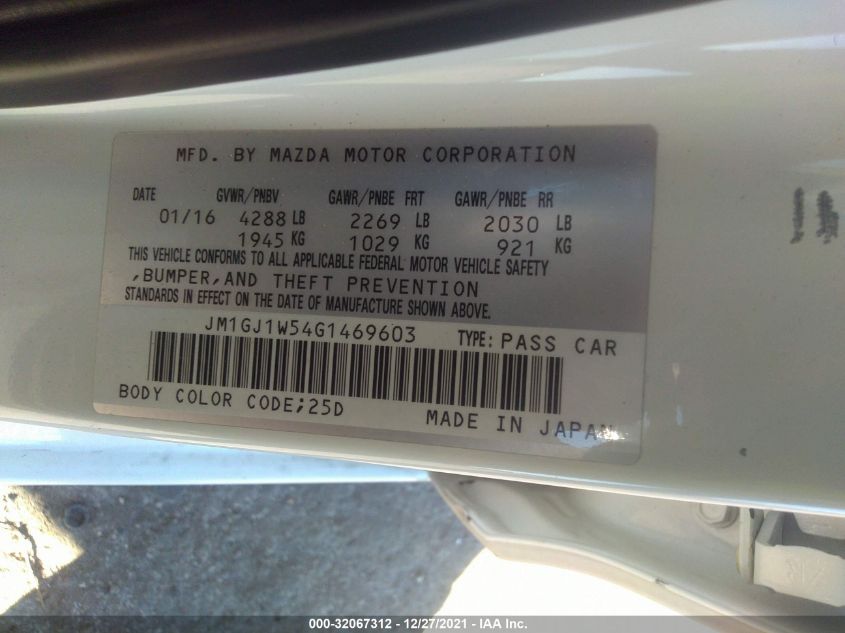 MFD. BY MAZDA MOTOR CORPORATION
DATE GVWR/PNBV GAWR/PNBE FRT GAWR/PNBE RR
01/16 4288 LB 2269 LB 2030 LB
1945 KG 1029 KG 921 KG
THIS VEHICLE CONFORMS TO ALL APPLICABLE FEDERAL MOTOR VEHICLE SAFETY
,BUMPER,AND THEFT PREVENTION
STANDARDS IN EFFECT ON THE DATE OF MANUFACTURE SHOWN ABOVE.
JM1GJ1W54G1469603 TYPE: PASS CAR
BODY COLOR CODE;25D
MADE IN JAPAN
000-32067312 - 12/27/2021 - IAA Inc.